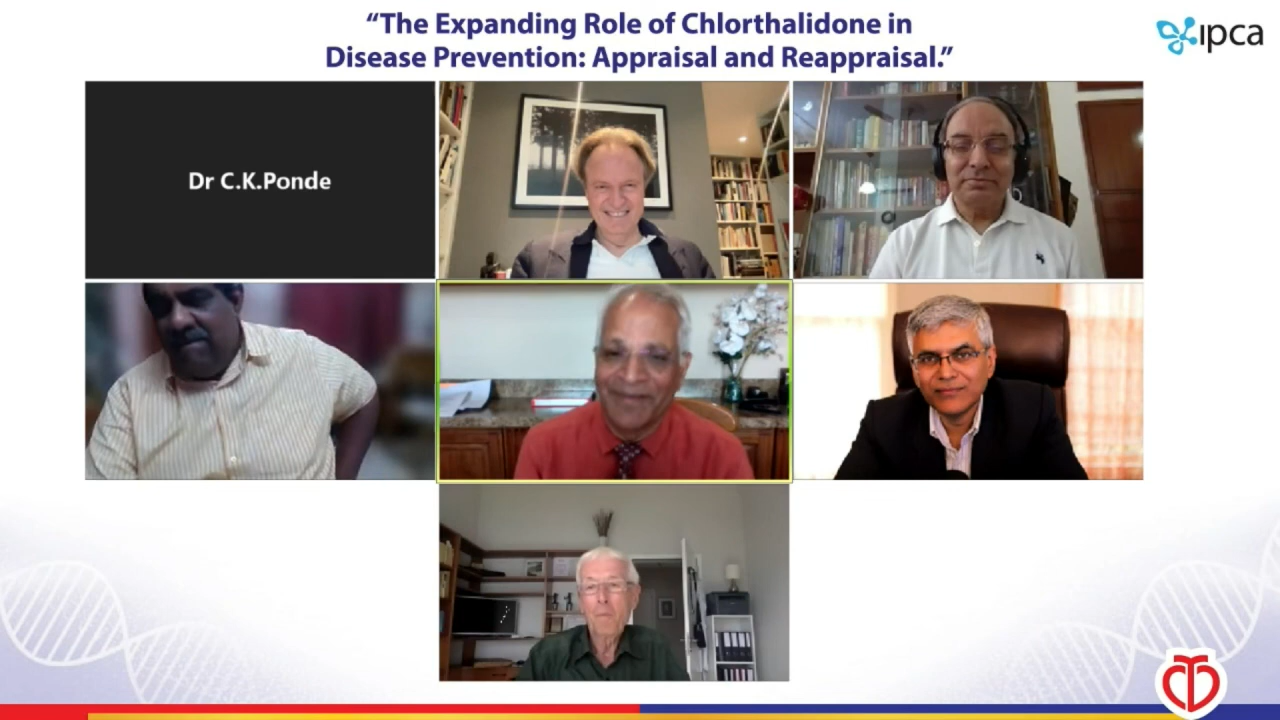 “The Expanding Role of Chlorthalidone in
Disease Prevention: Appraisal and Reappraisal.”
ipca
Dr C.K.Ponde